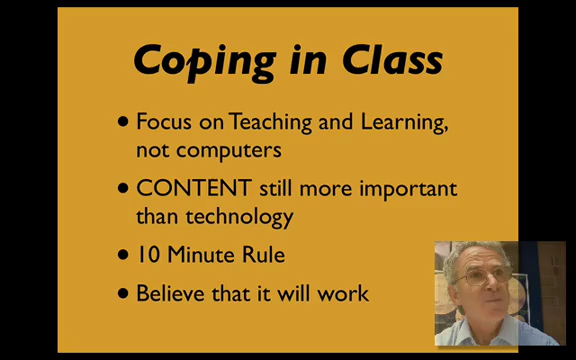 Coping in Class
• Focus on Teaching and Learning,
not computers
• CONTENT still more important
than technology
• 10 Minute Rule
• Believe that it will work